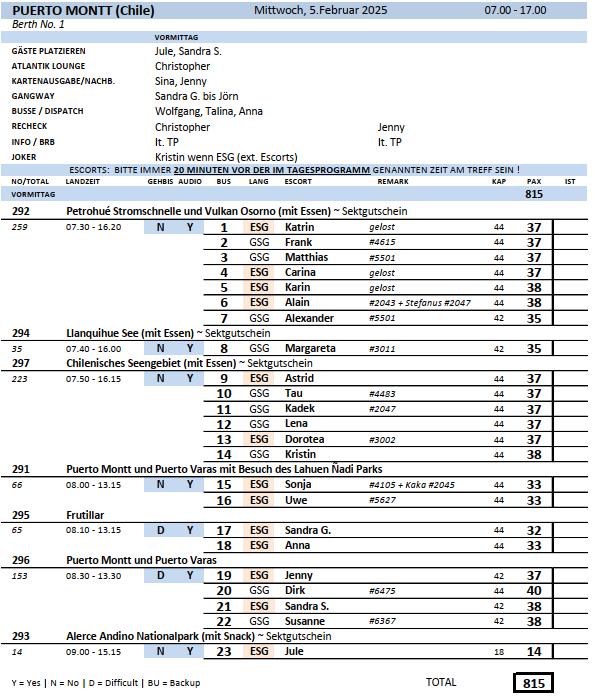 PUERTO MONTT (Chile) Mittwoch, 5.Februar 2025 07.00 - 17.00
Berth No. 1
VORMITTAG
GÄSTE PLATZIEREN Jule, Sandra S.
ATLANTIK LOUNGE Christopher
KARTENAUSGABE/NACHB. Sina, Jenny
GANGWAY Sandra G. bis Jörn
BUSSE / DISPATCH Wolfgang, Talina, Anna
RECHECK Christopher Jenny
INFO / BRB lt. TP lt. TP
JOKER Kristin wenn ESG (ext. Escorts)
ESCORTS: BITTE IMMER 20 MINUTEN VOR DER IM TAGESPROGRAMM GENANNTEN ZEIT AM TREFF SEIN !
NO/TOTAL LANDZEIT GEHBIS AUDIO BUS LANG ESCORT REMARK KAP PAX IST
VORMITTAG 815
292 Petrohué Stromschnelle und Vulkan Osorno (mit Essen) ~ Sektgutschein
259 07.30 - 16.20 N Y 1 ESG Katrin gelost 44 37
2 GSG Frank #4615 44 37
3 GSG Matthias #5501 44 37
4 ESG Carina gelost 44 37
5 ESG Karin gelost 44 38
6 ESG Alain #2043 + Stefanus #2047 44 38
7 GSG Alexander #5501 42 35
294 Llanquihue See (mit Essen) ~ Sektgutschein
35 07.40 - 16.00 N Y 8 GSG Margareta #3011 42 35
297 Chilenisches Seengebiet (mit Essen) ~ Sektgutschein
223 07.50 - 16.15 N Y 9 ESG Astrid 44 37
10 GSG Tau #4483 44 37
11 GSG Kadek #2047 44 37
12 GSG Lena 44 37
13 ESG Dorotea #3002 44 37
14 GSG Kristin 44 38
291 Puerto Montt und Puerto Varas mit Besuch des Lahuen Ñadi Parks
66 08.00 - 13.15 N Y 15 ESG Sonja #4105 + Kaka #2045 44 33
16 ESG Uwe #5627 44 33
295 Frutillar
65 08.10 - 13.15 D Y 17 ESG Sandra G. 44 32
18 ESG Anna 44 33
296 Puerto Montt und Puerto Varas
153 08.30 - 13.30 D Y 19 ESG Jenny 42 37
20 GSG Dirk #6475 44 40
21 ESG Sandra S. 42 38
22 GSG Susanne #6367 42 38
293 Alerce Andino Nationalpark (mit Snack) ~ Sektgutschein
14 09.00 - 15.15 N Y 23 ESG Jule 18 14
Y = Yes | N = No | D = Difficult | BU = Backup TOTAL 815